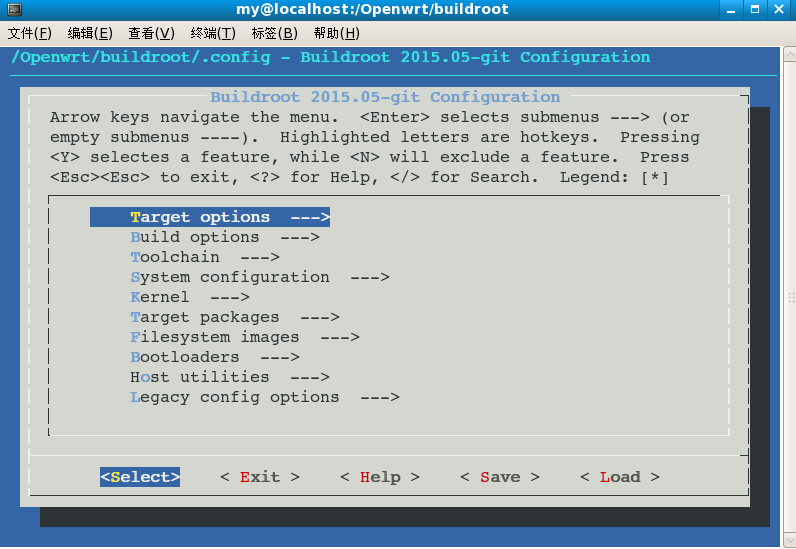 my@localhost:/Openwrt/buildroot
文件(F) 编辑(E) 查看(V) 终端(T) 标签(B) 帮助(H)
/Openwrt/buildroot/.config - Buildroot 2015.05-git Configuration
Buildroot 2015.05-git Configuration
Arrow keys navigate the menu. <Enter> selects submenus ---> (or
empty submenus ----). Highlighted letters are hotkeys. Pressing
<Y> selectes a feature, while <N> will exclude a feature. Press
<Esc><Esc> to exit, <?> for Help, </> for Search. Legend: [*]
Target options --->
Build options --->
Toolchain --->
System configuration --->
Kernel --->
Target packages --->
Filesystem images --->
Bootloaders --->
Host utilities --->
Legacy config options --->
<Select> < Exit > < Help > < Save > < Load >